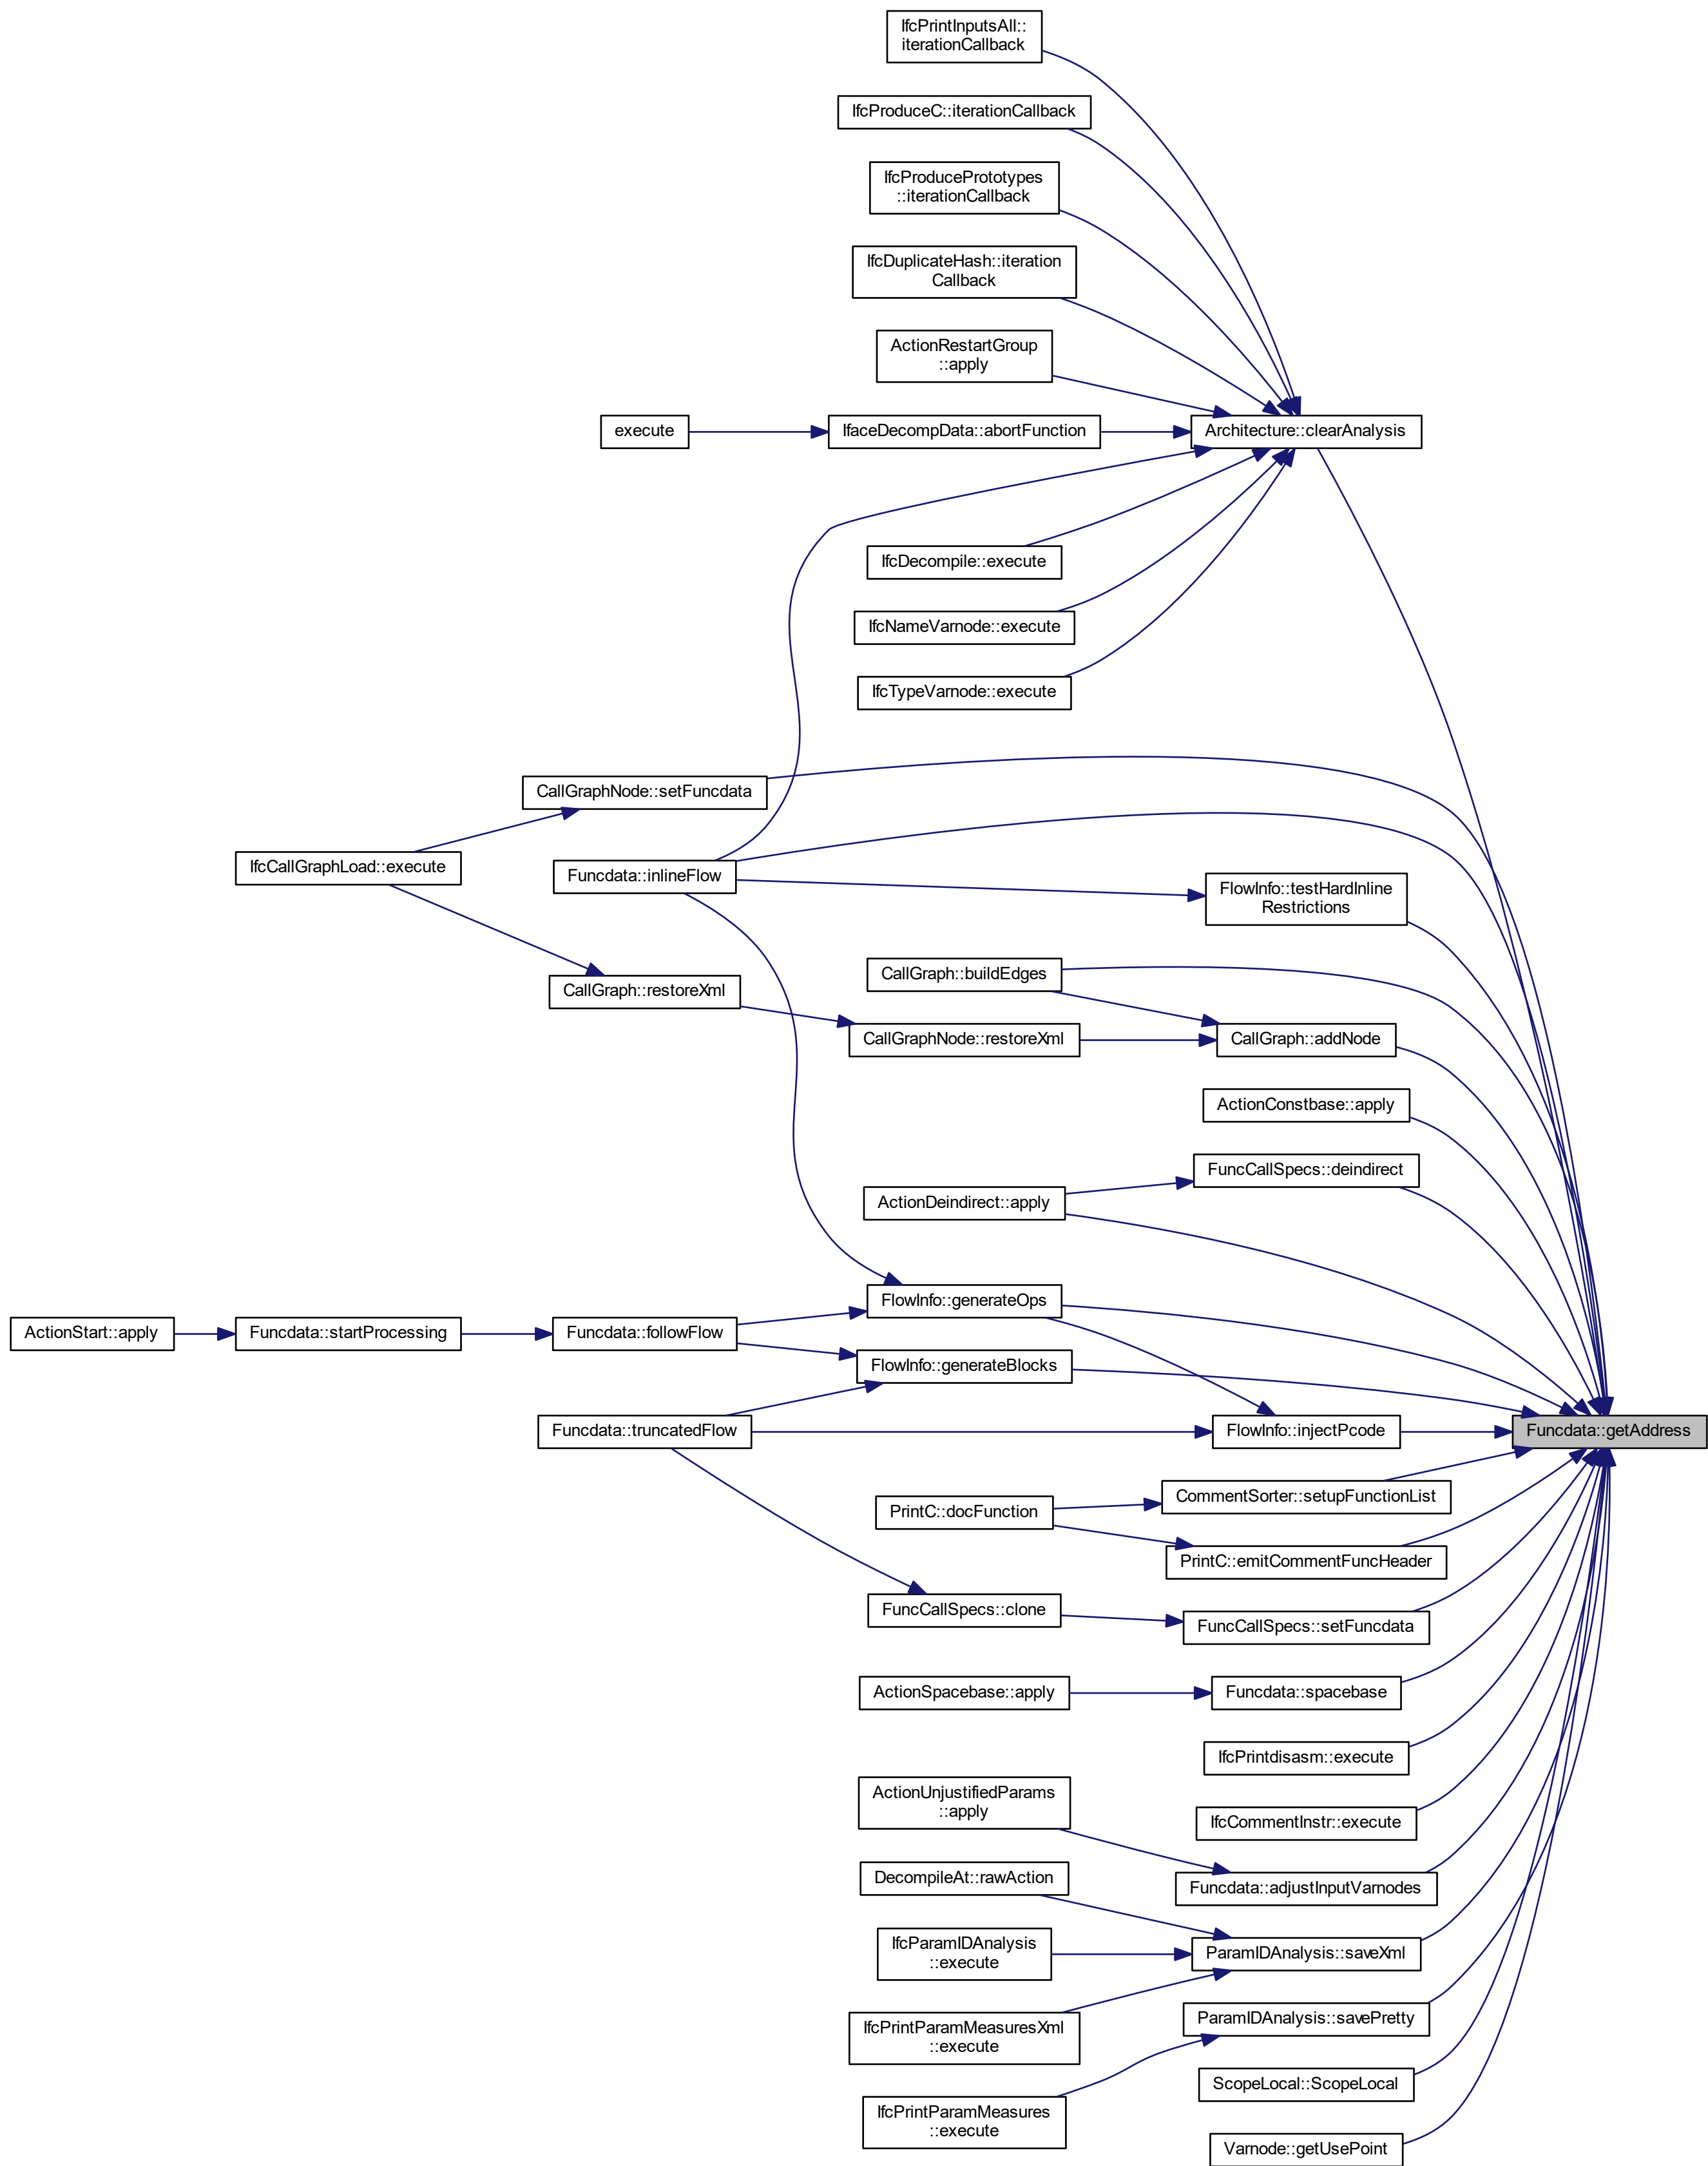 IfcPrintInputsAll::
iterationCallback
IfcProduceC::iterationCallback
IfcProducePrototypes
::iterationCallback
IfcDuplicateHash::iteration
Callback
ActionRestartGroup
::apply
execute
IfaceDecompData::abortFunction
Architecture::clearAnalysis
IfcDecompile::execute
IfcNameVarnode::execute
IfcTypeVarnode::execute
CallGraphNode::setFuncdata
IfcCallGraphLoad::execute
Funcdata::inlineFlow
FlowInfo::testHardInline
Restrictions
CallGraph::buildEdges
CallGraph::restoreXml
CallGraphNode::restoreXml
CallGraph::addNode
ActionConstbase::apply
FuncCallSpecs::deindirect
ActionDeindirect::apply
FlowInfo::generateOps
ActionStart::apply
Funcdata::startProcessing
Funcdata::followFlow
FlowInfo::generateBlocks
Funcdata::truncatedFlow
FlowInfo::injectPcode
Funcdata::getAddress
CommentSorter::setupFunctionList
PrintC::docFunction
PrintC::emitCommentFuncHeader
FuncCallSpecs::clone
FuncCallSpecs::setFuncdata
ActionSpacebase::apply
Funcdata::spacebase
IfcPrintdisasm::execute
ActionUnjustifiedParams
::apply
IfcCommentInstr::execute
DecompileAt::rawAction
Funcdata::adjustInputVarnodes
IfcParamIDAnalysis
::execute
ParamIDAnalysis::saveXml
IfcPrintParamMeasuresXml
::execute
ParamIDAnalysis::savePretty
ScopeLocal::ScopeLocal
IfcPrintParamMeasures
::execute
Varnode::getUsePoint